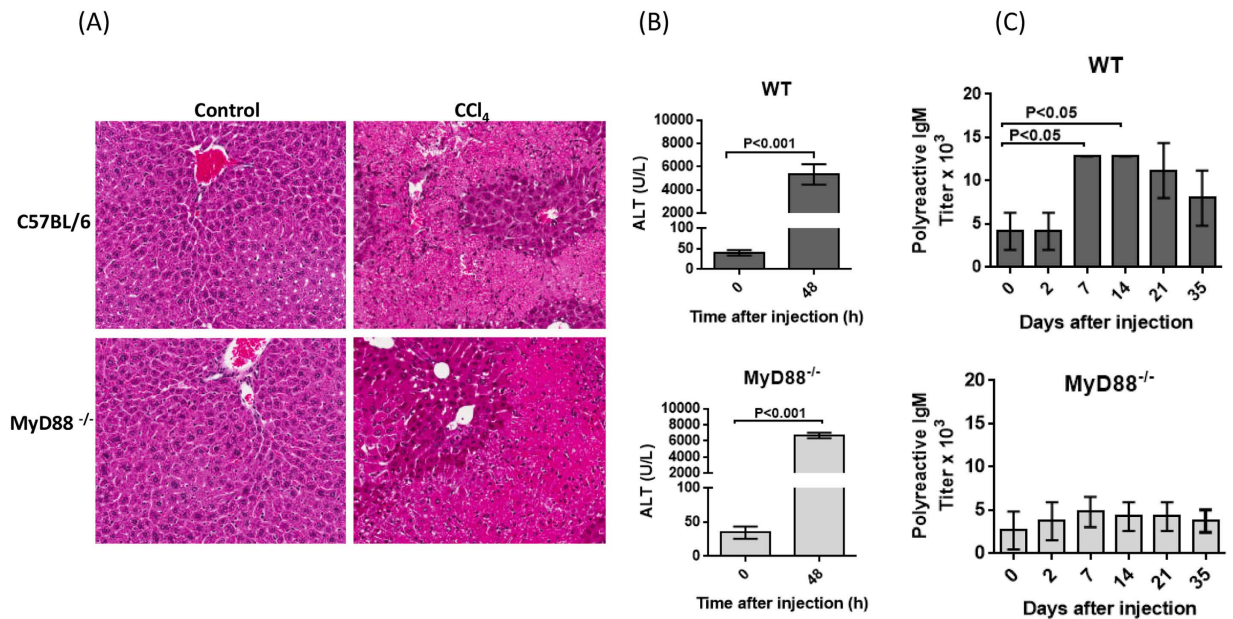 (A)
Control
CCl₄
C57BL/6
MyD88 -/-
(B)
WT
ALT (U/L)
10000
8000
6000
4000
2000
100
50
0
P<0.001
0
48
Time after injection (h)
MyD88-/-
ALT (U/L)
10000
8000
6000
4000
2000
100
50
0
P<0.001
0
48
Time after injection (h)
(C)
WT
Polyreactive IgM
Titer x 10³
20
15
10
5
0
P<0.05
P<0.05
0 2 7 14 21 35
Days after injection
MyD88-/-
Polyreactive IgM
Titer x 10³
20
15
10
5
0
0 2 7 14 21 35
Days after injection